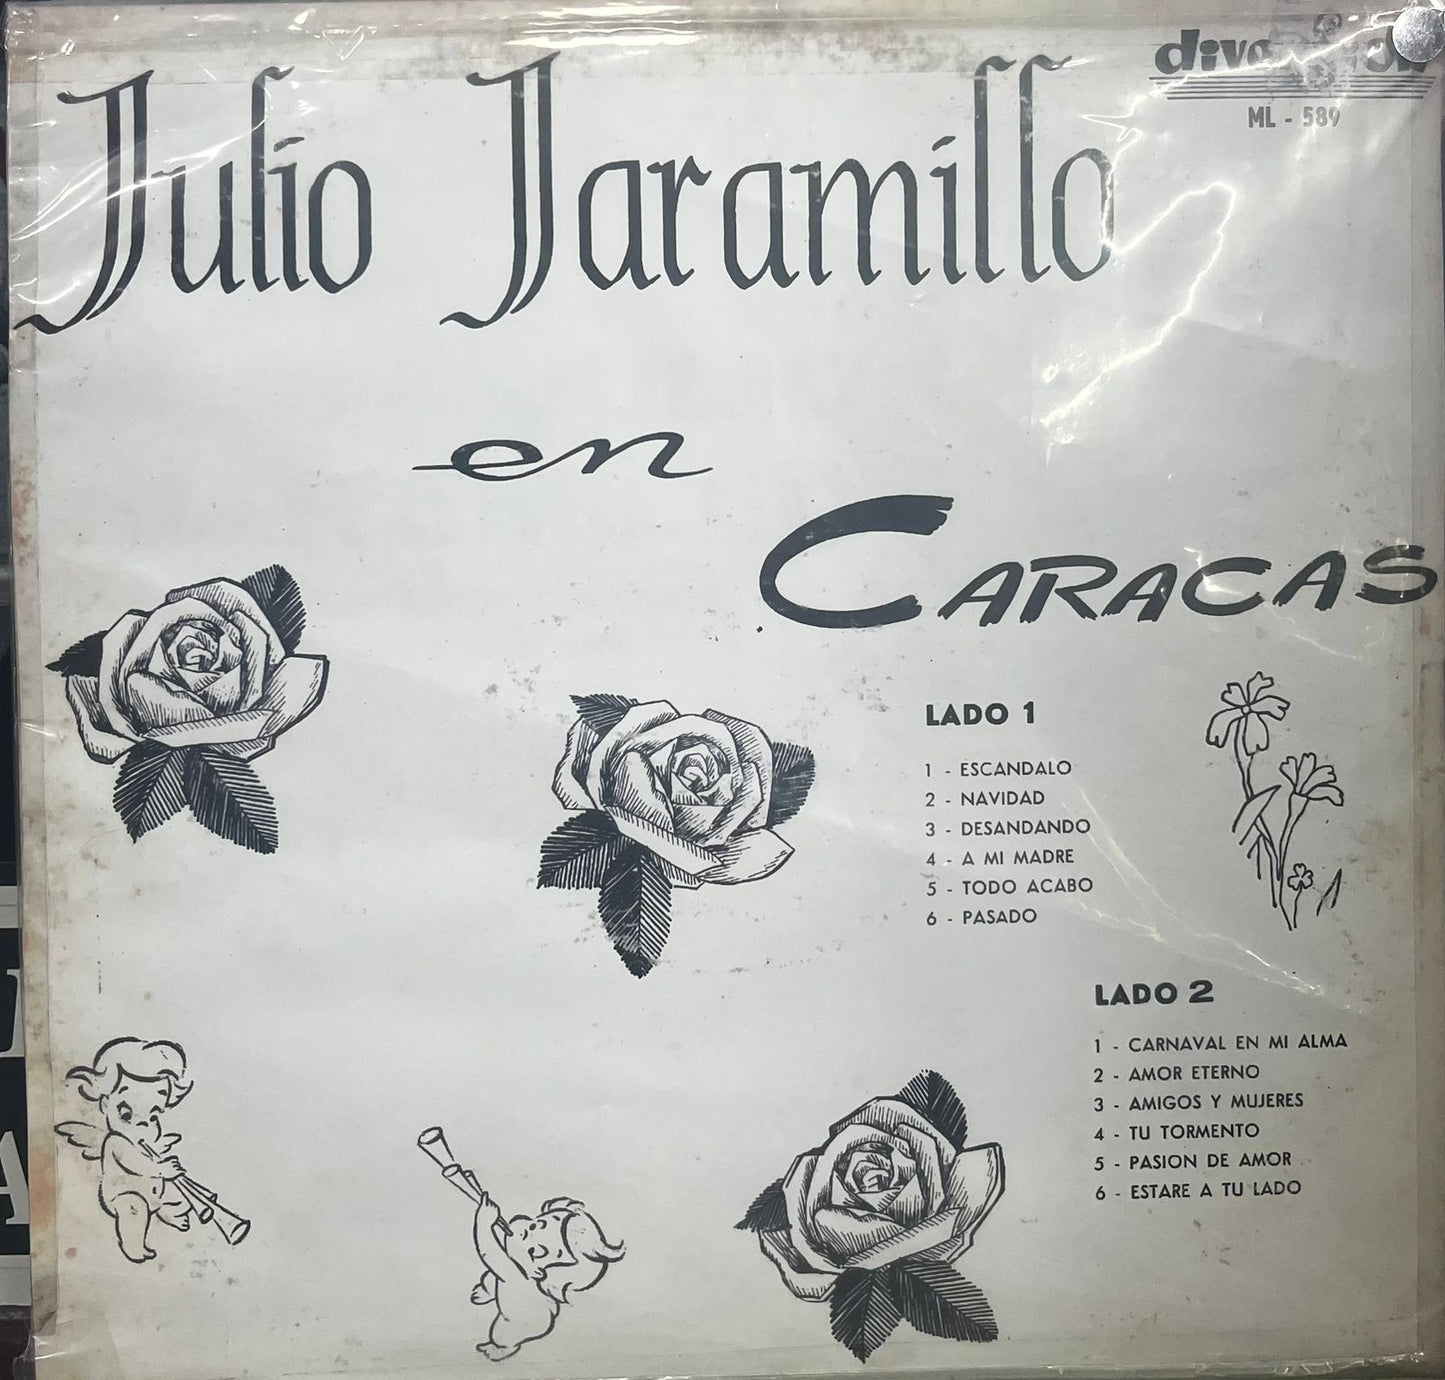 Julio Jaramillo
ML - 589
en
CARACAS
LADO 1
1 - ESCANDALO
2 - NAVIDAD
3 - DESANDANDO
4 - A MI MADRE
5 - TODO ACABO
6 - PASADO
LADO 2
1 - CARNAVAL EN MI ALMA
2 - AMOR ETERNO
3 - AMIGOS Y MUJERES
4 - TU TORMENTO
5 - PASION DE AMOR
6 - ESTARE A TU LADO